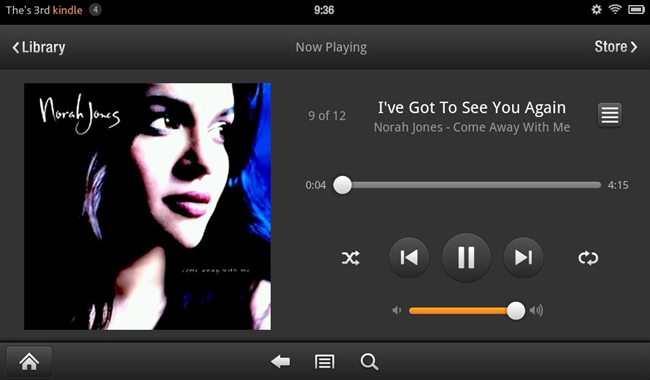 The's 3rd kindle 4 9:36
Library Now Playing Store
Norah Jones
come away with me
9 of 12
I've Got To See You Again
Norah Jones - Come Away With Me
0:04 4:15